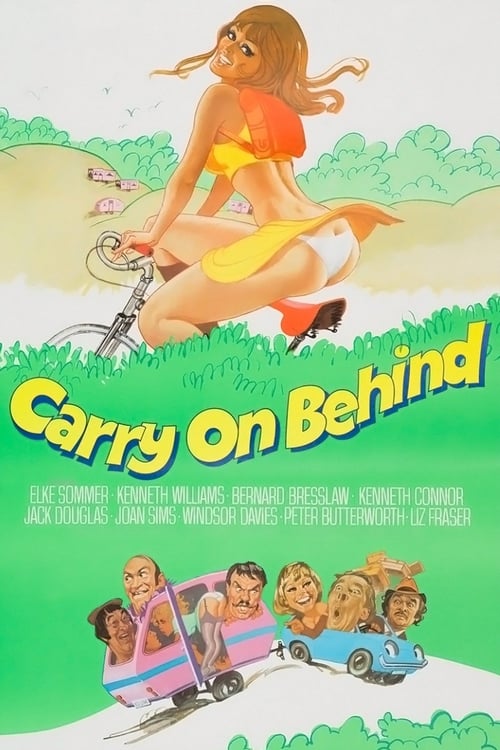 Carry On Behind
ELKE SOMMER · KENNETH WILLIAMS · BERNARD BRESSLAW · KENNETH CONNOR
JACK DOUGLAS · JOAN SIMS · WINDSOR DAVIES · PETER BUTTERWORTH · LIZ FRASER